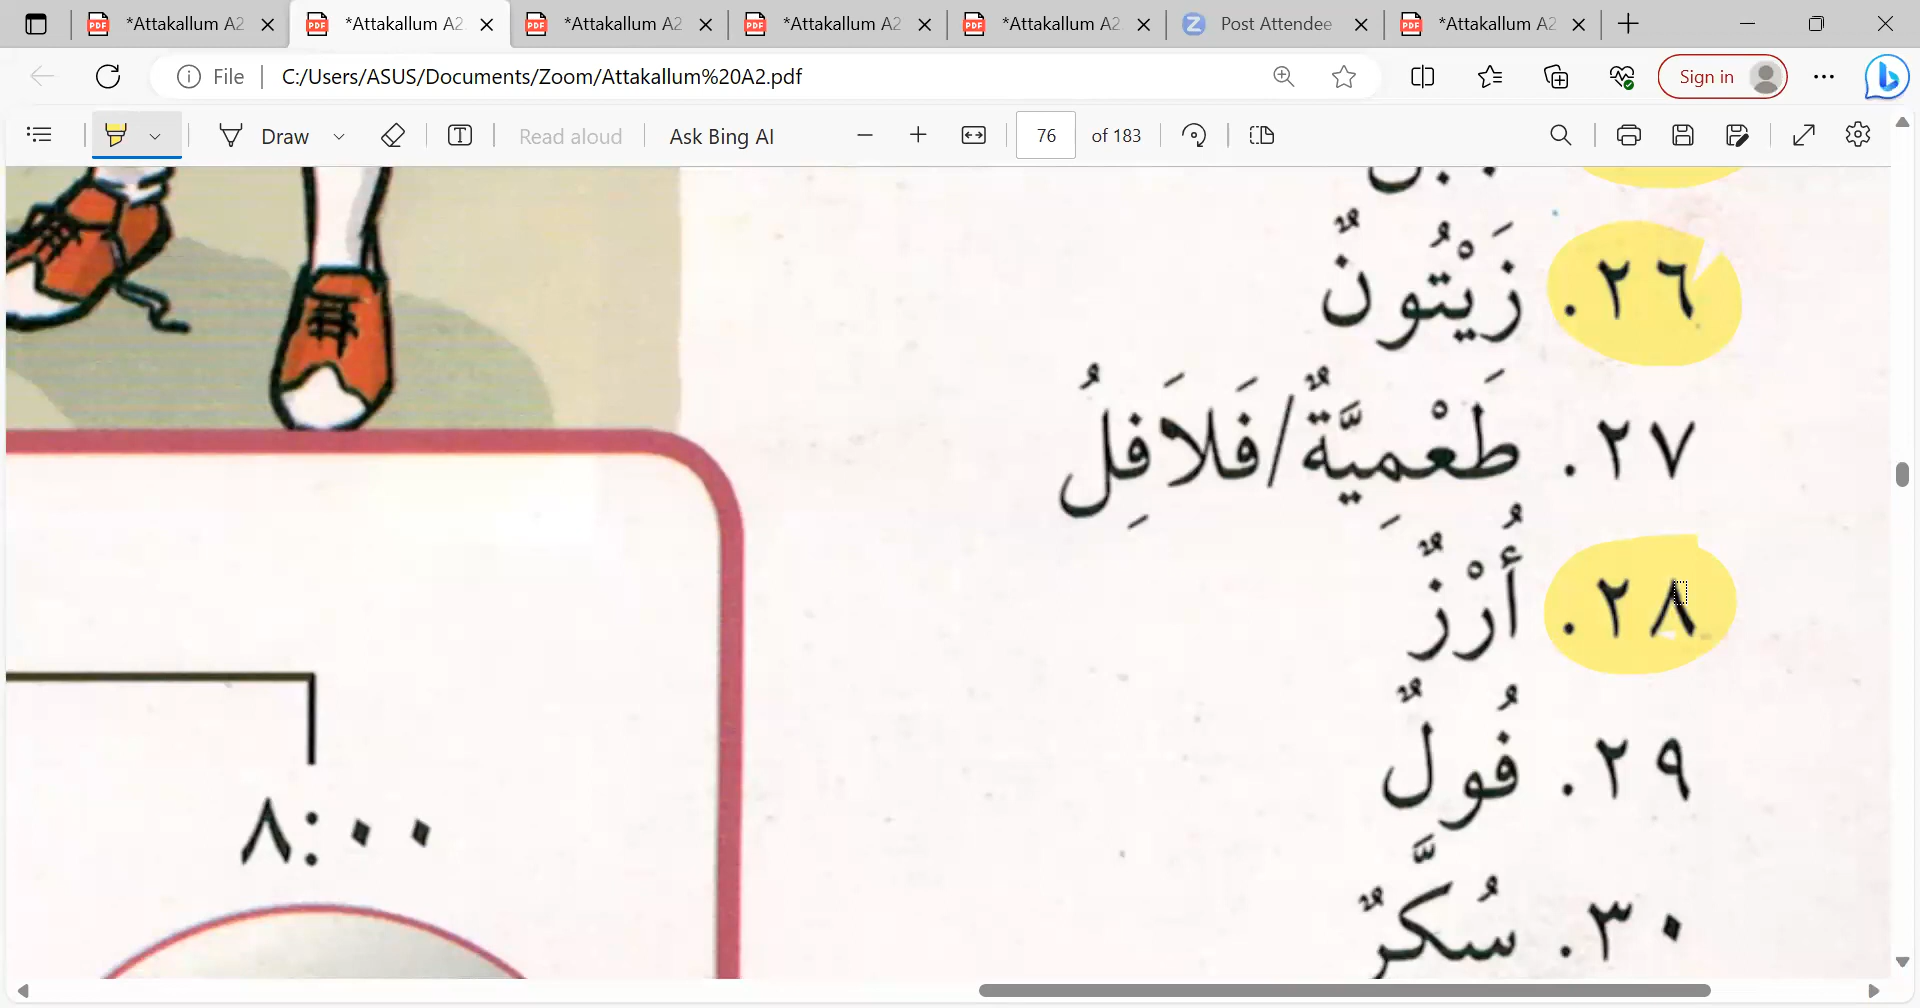 *Attakallum A2
*Attakallum A2
*Attakallum A2
*Attakallum A2
*Attakallum A2
Post Attendee
*Attakallum A2
File
C:/Users/ASUS/Documents/Zoom/Attakallum%20A2.pdf
Sign in
Draw
Read aloud
Ask Bing AI
76 of 183
٢٦. زَيْتُونٌ
٢٧. طَعْمِيَّةٌ/فَلَافِلُ
٢٨. أُرْزٌ
٢٩. فُولٌ
٣٠. سُكَّرٌ
٨:٠٠